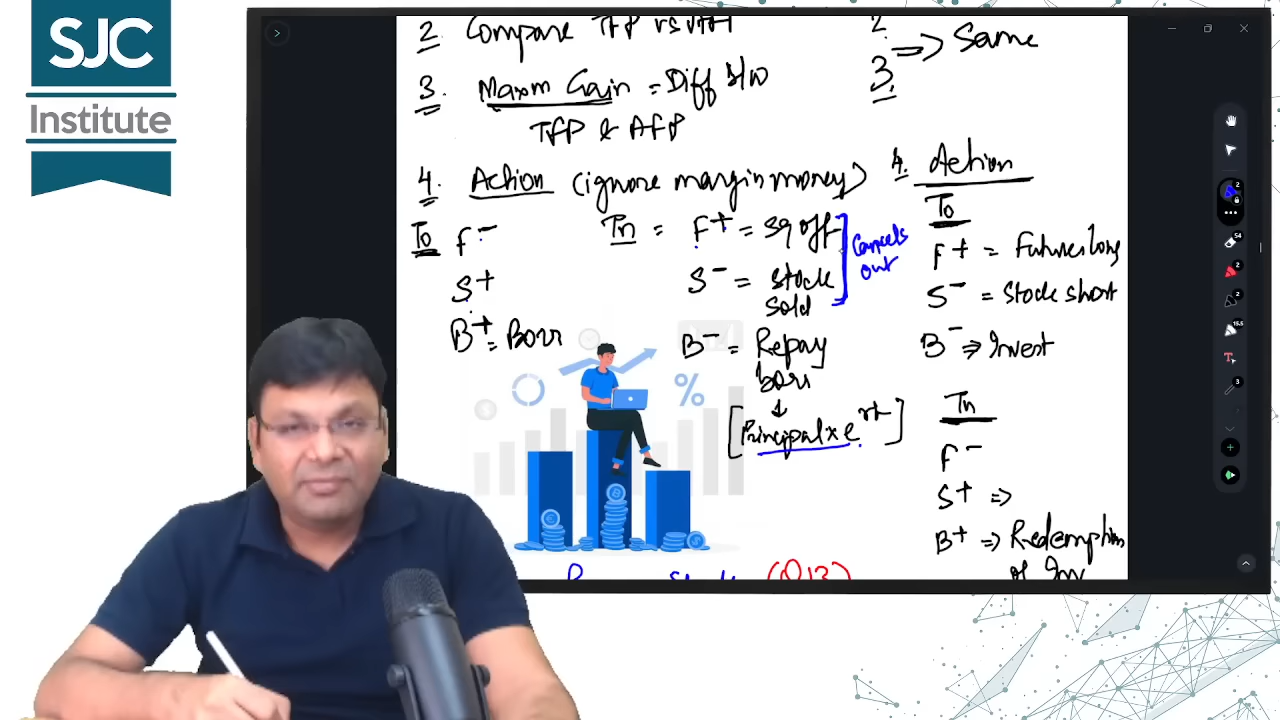 SJC
Institute
2. Compare TFP vs AFP
3. Maxm Gain = Diff b/w
TFP & AFP
4. Action (ignore margin money)
To F- Tn = F+ = sq off
S+ S- = stock
sold
Cancels
out
B+ = Borr B- = Repay
borr
↓
[Principal x e^rt]
2.
3. => Same
4. Action
To
F+ = Futures long
S- = Stock short
B- => Invest
Tn
F-
S+ =>
B+ => Redemption
of Inv
(Q13)